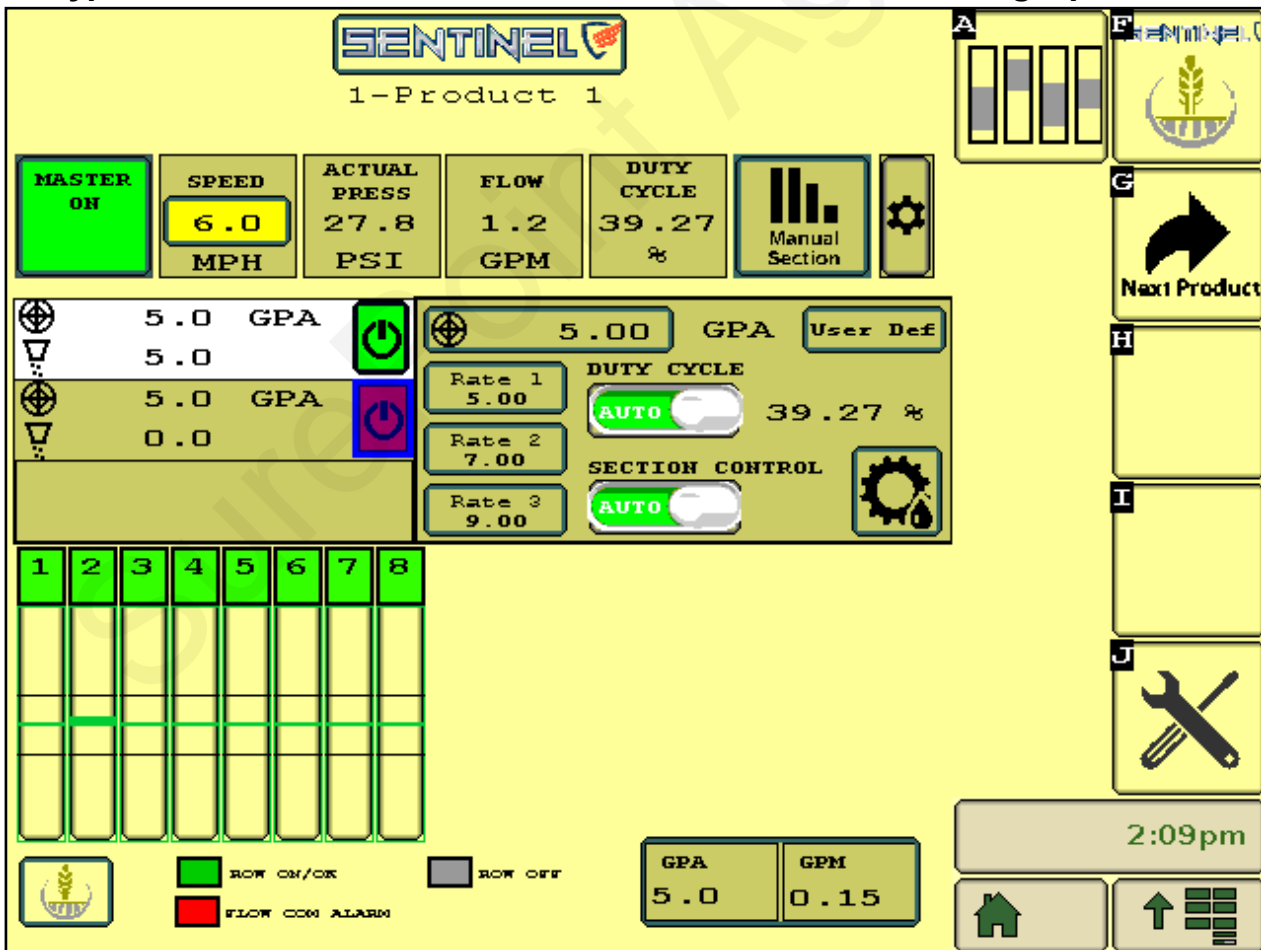 SENTINEL
1-Product 1
MASTER ON
SPEED
6.0
MPH
ACTUAL PRESS
27.8
PSI
FLOW
1.2
GPM
DUTY CYCLE
39.27
%
Manual Section
5.0 GPA
5.0
5.0 GPA
0.0
5.00 GPA User Def
Rate 1
5.00
Rate 2
7.00
Rate 3
9.00
DUTY CYCLE
AUTO 39.27 %
SECTION CONTROL
AUTO
1 2 3 4 5 6 7 8
ROW ON/OK
ROW OFF
FLOW COM ALARM
GPA
5.0
GPM
0.15
A
F
SENTINEL
G
Next Product
H
I
J
2:09pm
SurePoint Ag